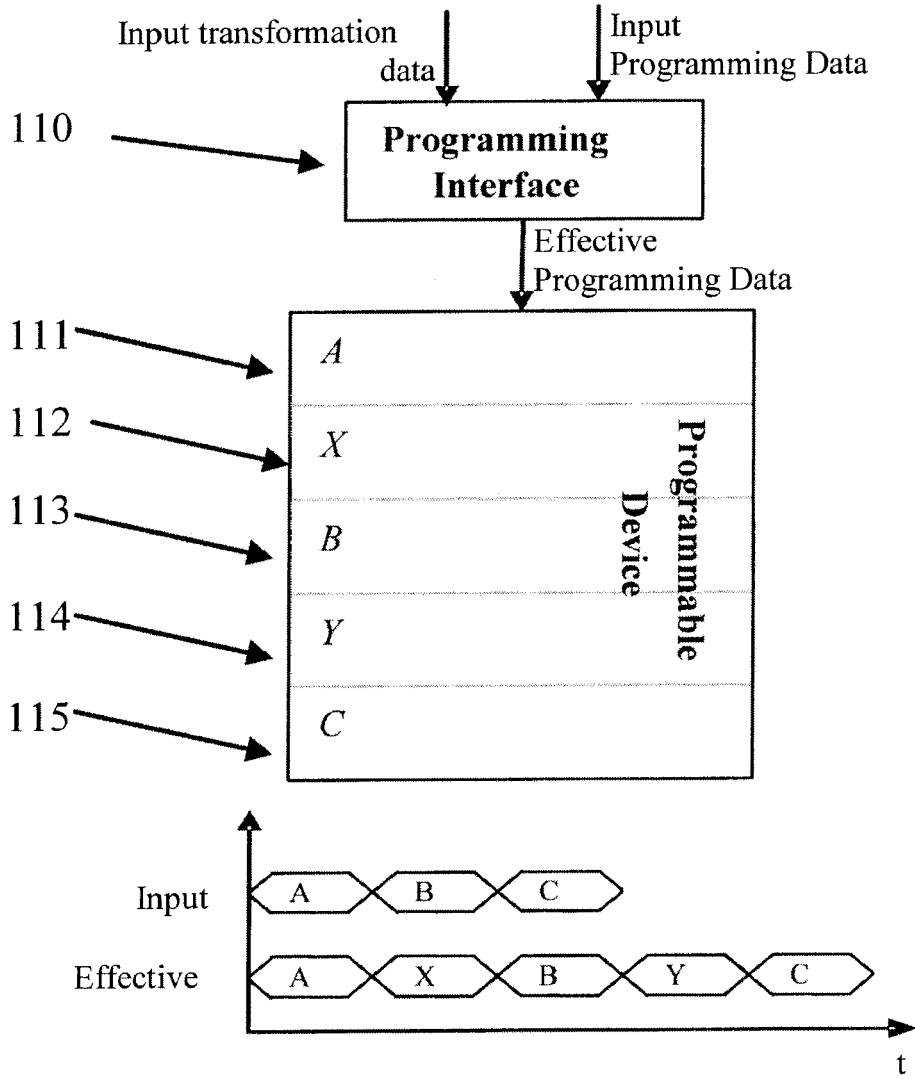 Input transformation
data
Input
Programming Data
110
Programming
Interface
Effective
Programming Data
111
A
112
X
113
B
114
Y
115
C
Programmable
Device
Input
A
B
C
Effective
A
X
B
Y
C
t